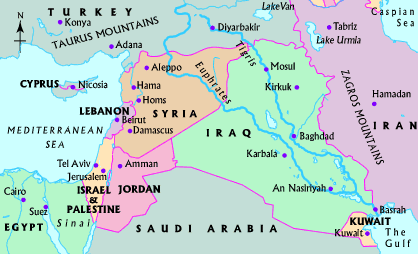 TURKEY
Konya
TAURUS MOUNTAINS
Adana
Diyarbakir
Lake Van
Tabriz
Lake Urmia
Caspian
Sea
N
CYPRUS
Nicosia
Aleppo
Hama
Homs
SYRIA
Damascus
LEBANON
Beirut
MEDITERRANEAN
SEA
Euphrates
Tigris
Mosul
Kirkuk
IRAQ
Baghdad
Karbala
An Nasiriyah
Basrah
ZAGROS MOUNTAINS
Hamadan
IRAN
Tel Aviv
Jerusalem
ISRAEL
&
PALESTINE
Amman
JORDAN
Cairo
Suez
Sinai
EGYPT
SAUDI ARABIA
KUWAIT
Kuwait
The
Gulf